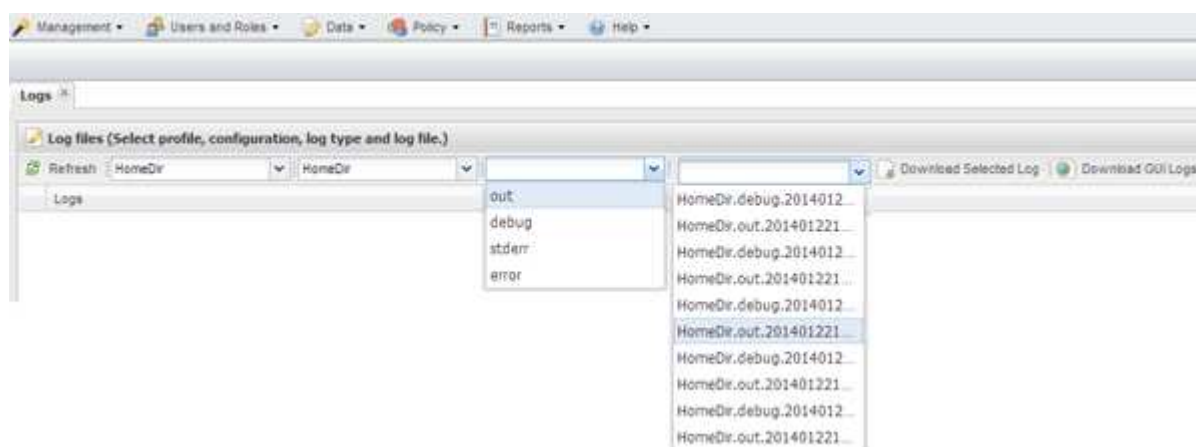 Management Users and Roles Data Policy Reports Help
Logs
Log files (Select profile, configuration, log type and log file.)
Refresh HomeDir HomeDir Download Selected Log Download GUI Logs
Logs
out
debug
stderr
error
HomeDir.debug.2014012...
HomeDir.out.201401221...
HomeDir.debug.2014012...
HomeDir.out.201401221...
HomeDir.debug.2014012...
HomeDir.out.201401221...
HomeDir.debug.2014012...
HomeDir.out.201401221...
HomeDir.debug.2014012...
HomeDir.out.201401221...